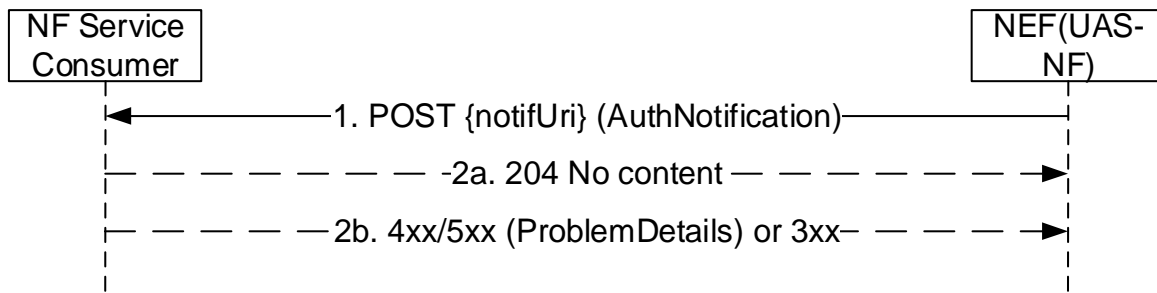 NF Service
Consumer
NEF(UAS-
NF)
1. POST {notifUri} (AuthNotification)
2a. 204 No content
2b. 4xx/5xx (ProblemDetails) or 3xx